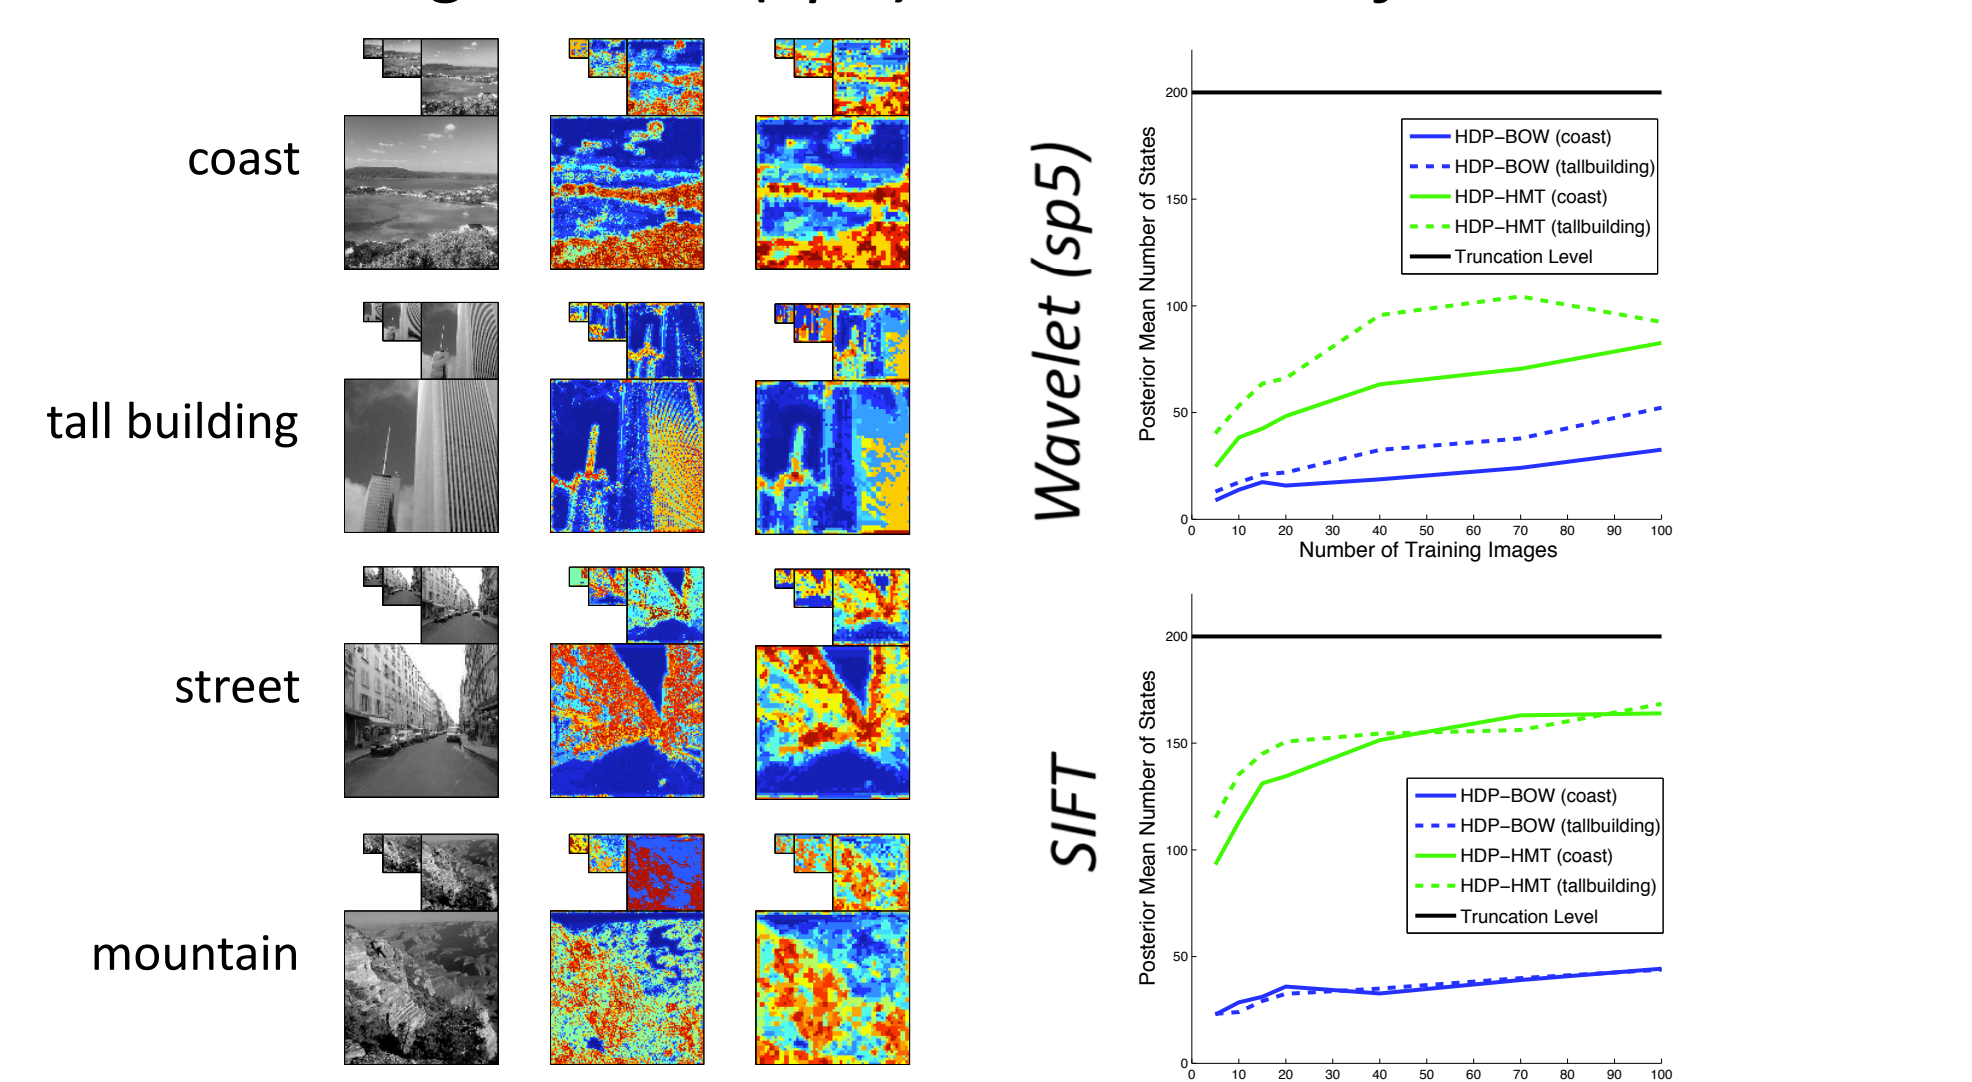 coast
tall building
street
mountain
Wavelet (sp5)
Posterior Mean Number of States
200
150
100
50
0
HDP−BOW (coast)
HDP−BOW (tallbuilding)
HDP−HMT (coast)
HDP−HMT (tallbuilding)
Truncation Level
0 10 20 30 40 50 60 70 80 90 100
Number of Training Images
SIFT
Posterior Mean Number of States
200
150
100
50
0
HDP−BOW (coast)
HDP−BOW (tallbuilding)
HDP−HMT (coast)
HDP−HMT (tallbuilding)
Truncation Level
0 10 20 30 40 50 60 70 80 90 100